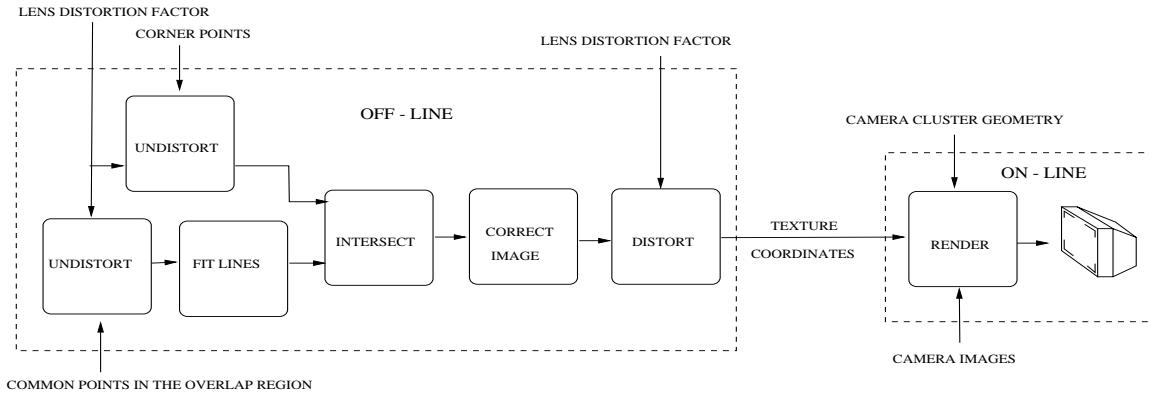 LENS DISTORTION FACTOR
CORNER POINTS
LENS DISTORTION FACTOR
OFF - LINE
CAMERA CLUSTER GEOMETRY
UNDISTORT
ON - LINE
UNDISTORT
FIT LINES
INTERSECT
CORRECT
IMAGE
DISTORT
TEXTURE
COORDINATES
RENDER
CAMERA IMAGES
COMMON POINTS IN THE OVERLAP REGION